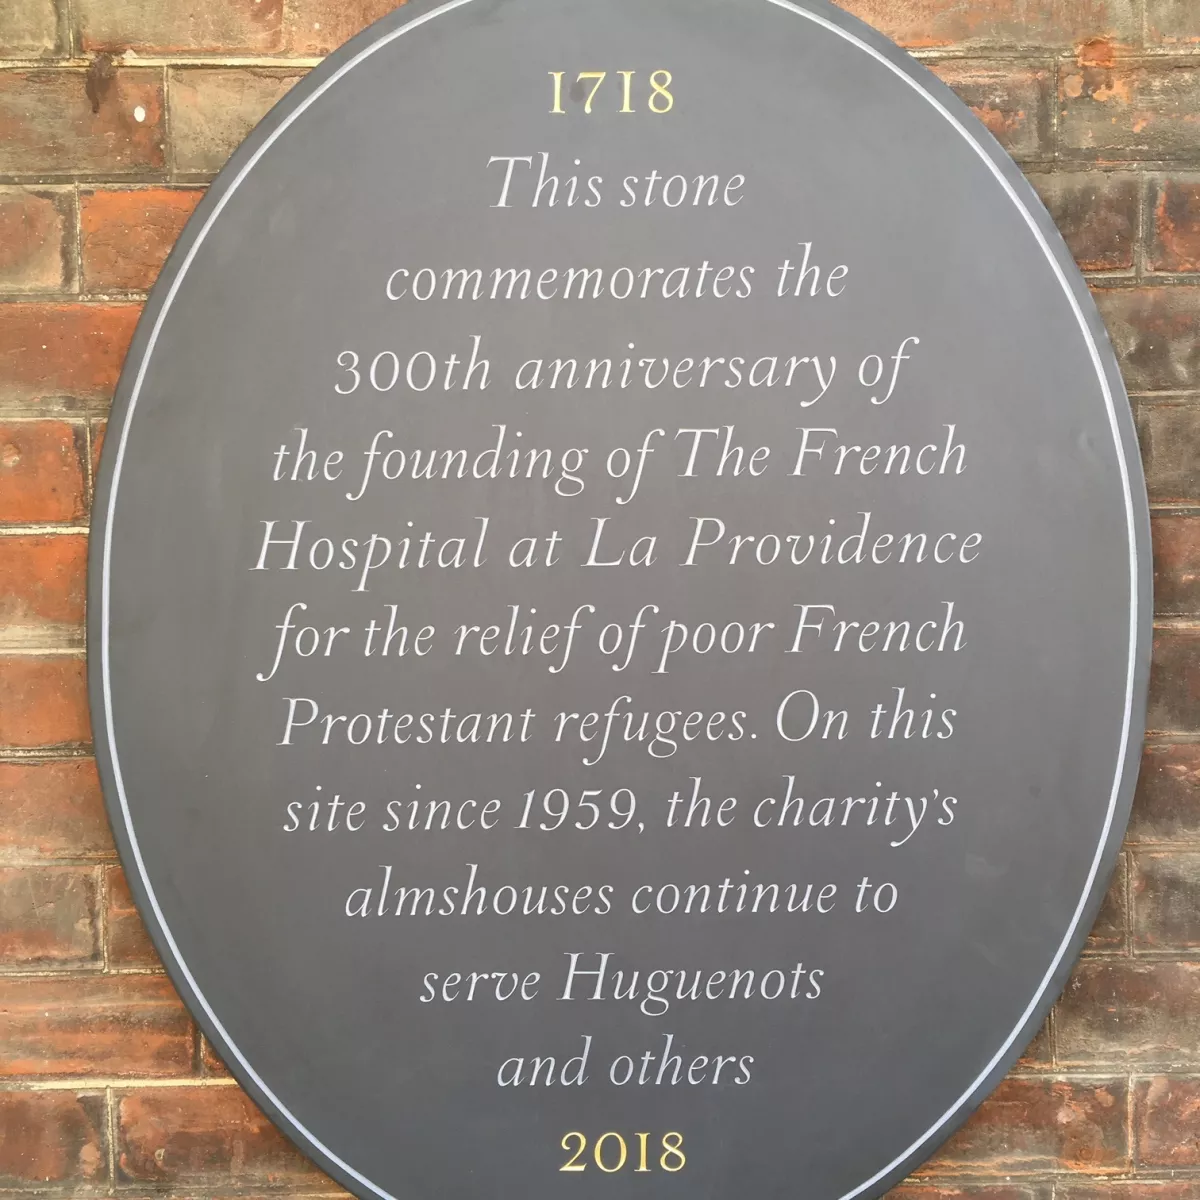 1718
This stone
commemorates the
300th anniversary of
the founding of The French
Hospital at La Providence
for the relief of poor French
Protestant refugees. On this
site since 1959, the charity's
almshouses continue to
serve Huguenots
and others
2018